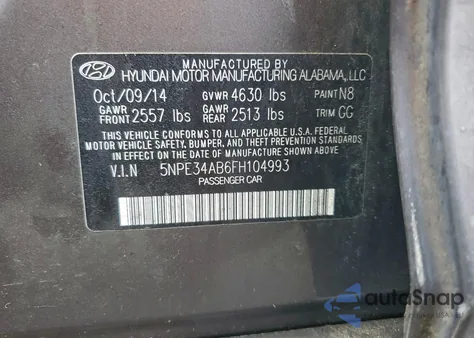 MANUFACTURED BY
HYUNDAI MOTOR MANUFACTURING ALABAMA, LLC
Oct/09/14 GVWR 4630 lbs PAINT N8
GAWR FRONT 2557 lbs GAWR REAR 2513 lbs TRIM GG
THIS VEHICLE CONFORMS TO ALL APPLICABLE U.S. FEDERAL
MOTOR VEHICLE SAFETY, BUMPER, AND THEFT PREVENTION
STANDARDS IN EFFECT ON THE DATE OF MANUFACTURE SHOWN ABOVE.
V.I.N 5NPE34AB6FH104993
PASSENGER CAR
autoSnap